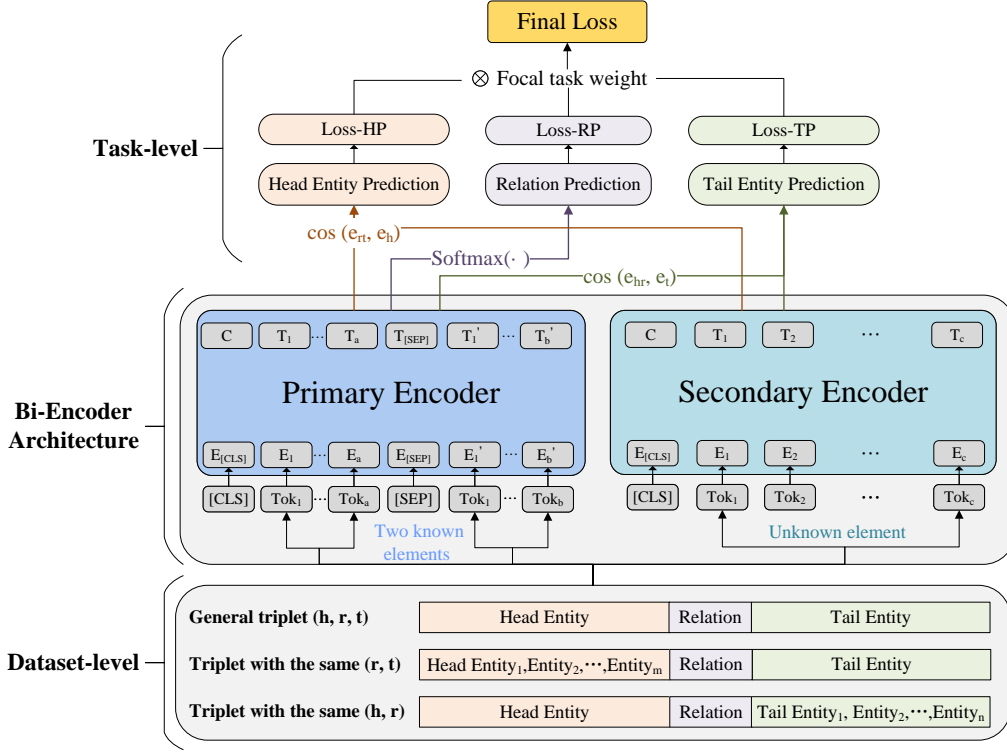 Final Loss
⊗ Focal task weight
Task-level
Loss-HP
Loss-RP
Loss-TP
Head Entity Prediction
Relation Prediction
Tail Entity Prediction
cos (e_rt, e_h)
Softmax(· )
cos (e_hr, e_t)
Bi-Encoder
Architecture
C T_1 ··· T_a T_[SEP] T_1' ··· T_b'
Primary Encoder
E_[CLS] E_1 ··· E_a E_[SEP] E_1' ··· E_b'
[CLS] Tok_1 ··· Tok_a [SEP] Tok_1 ··· Tok_b
Two known
elements
C T_1 T_2 ··· T_c
Secondary Encoder
E_[CLS] E_1 E_2 ··· E_c
[CLS] Tok_1 Tok_2 ··· Tok_c
Unknown element
Dataset-level
General triplet (h, r, t) Head Entity Relation Tail Entity
Triplet with the same (r, t) Head Entity_1,Entity_2,···,Entity_m Relation Tail Entity
Triplet with the same (h, r) Head Entity Relation Tail Entity_1, Entity_2,···,Entity_n